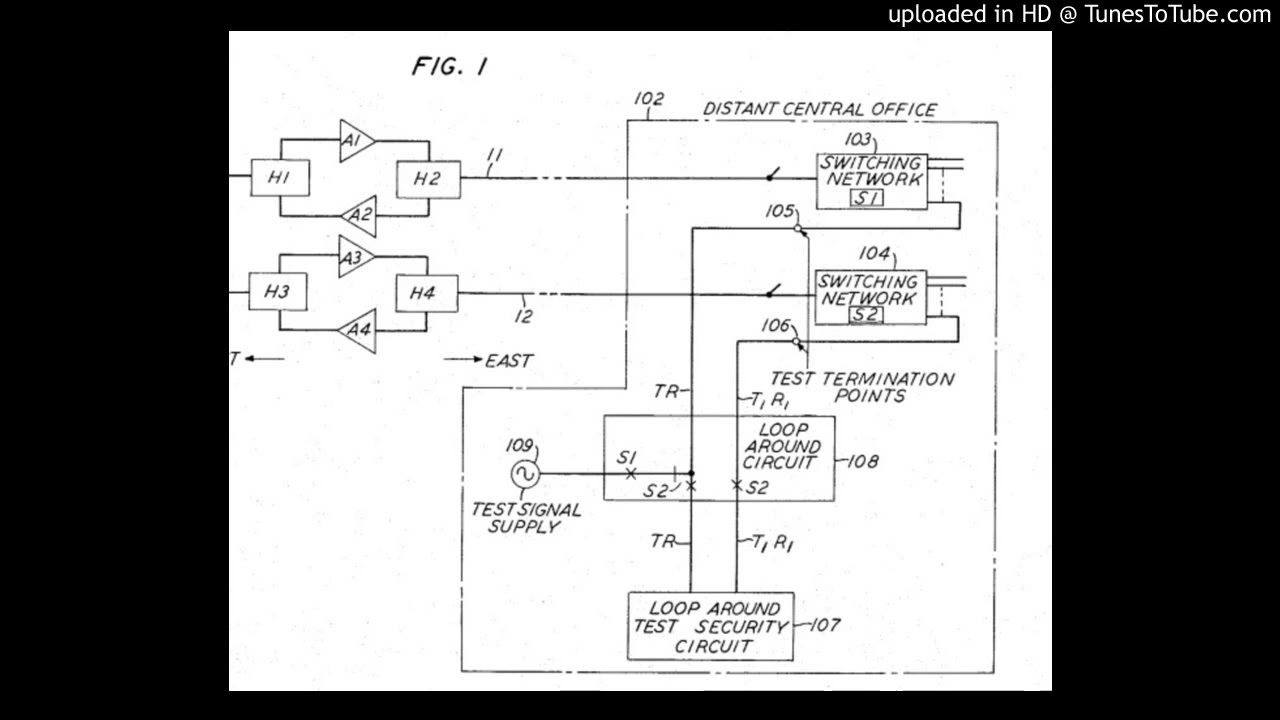 uploaded in HD @ TunesToTube.com
FIG. 1
102
DISTANT CENTRAL OFFICE
A1
H1
H2
A2
11
103
SWITCHING
NETWORK
S1
105
A3
H3
H4
A4
12
104
SWITCHING
NETWORK
S2
106
T
EAST
TEST TERMINATION
POINTS
TR
T1 R1
LOOP
AROUND
CIRCUIT
108
109
S1
S2
S2
TEST SIGNAL
SUPPLY
TR
T1 R1
LOOP AROUND
TEST SECURITY
CIRCUIT
107